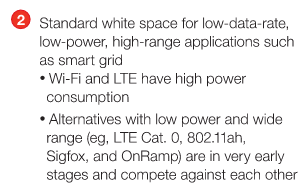 2 Standard white space for low-data-rate,
low-power, high-range applications such
as smart grid
• Wi-Fi and LTE have high power
consumption
• Alternatives with low power and wide
range (eg, LTE Cat. 0, 802.11ah,
Sigfox, and OnRamp) are in very early
stages and compete against each other